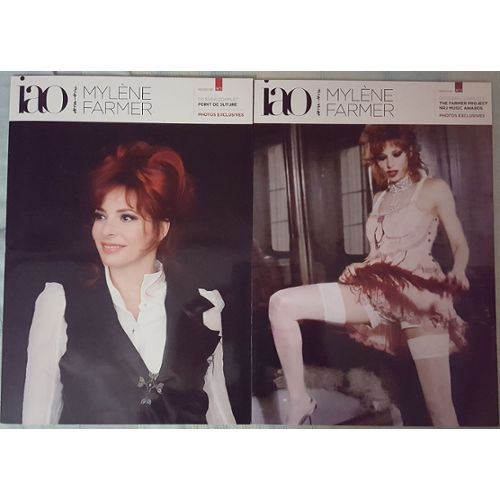 iao
MYLÈNE
FARMER
POINT DE SUTURE
PHOTOS EXCLUSIVES
iao
MYLÈNE
FARMER
THE FARMER PROJECT
NRJ MUSIC AWARDS
PHOTOS EXCLUSIVES